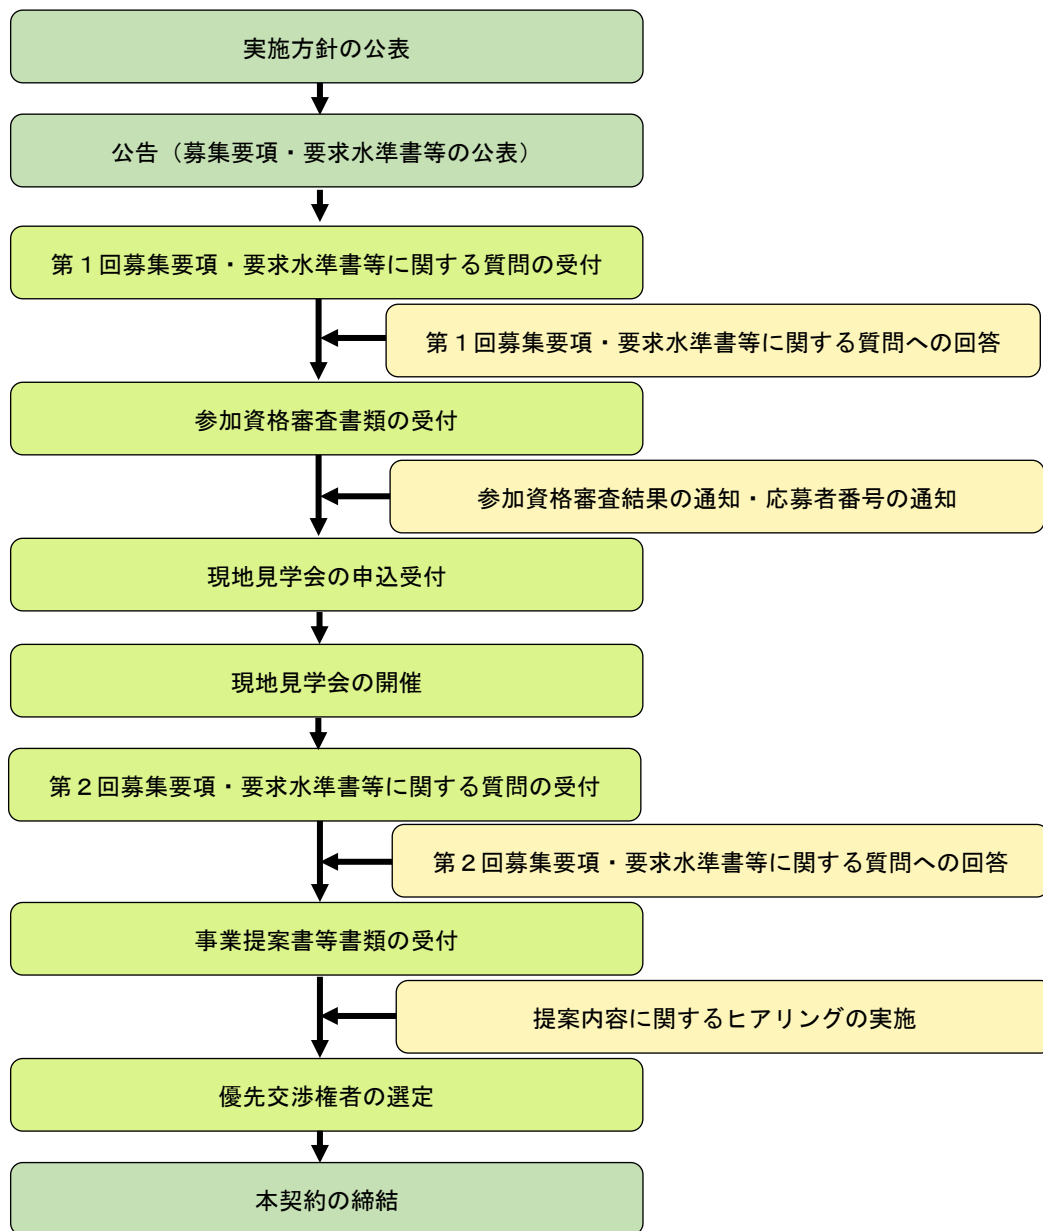 実施方針の公表
公告（募集要項・要求水準書等の公表）
第１回募集要項・要求水準書等に関する質問の受付
第１回募集要項・要求水準書等に関する質問への回答
参加資格審査書類の受付
参加資格審査結果の通知・応募者番号の通知
現地見学会の申込受付
現地見学会の開催
第２回募集要項・要求水準書等に関する質問の受付
第２回募集要項・要求水準書等に関する質問への回答
事業提案書等書類の受付
提案内容に関するヒアリングの実施
優先交渉権者の選定
本契約の締結